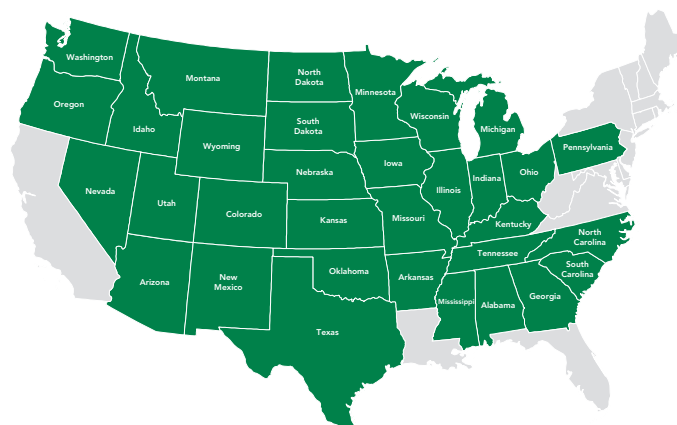 Washington
Montana
North
Dakota
Minnesota
Oregon
Idaho
Wyoming
South
Dakota
Wisconsin
Michigan
Pennsylvania
Nebraska
Iowa
Nevada
Utah
Colorado
Kansas
Missouri
Illinois
Indiana
Ohio
Kentucky
North
Carolina
Tennessee
South
Carolina
Arizona
New
Mexico
Oklahoma
Arkansas
Mississippi
Alabama
Georgia
Texas